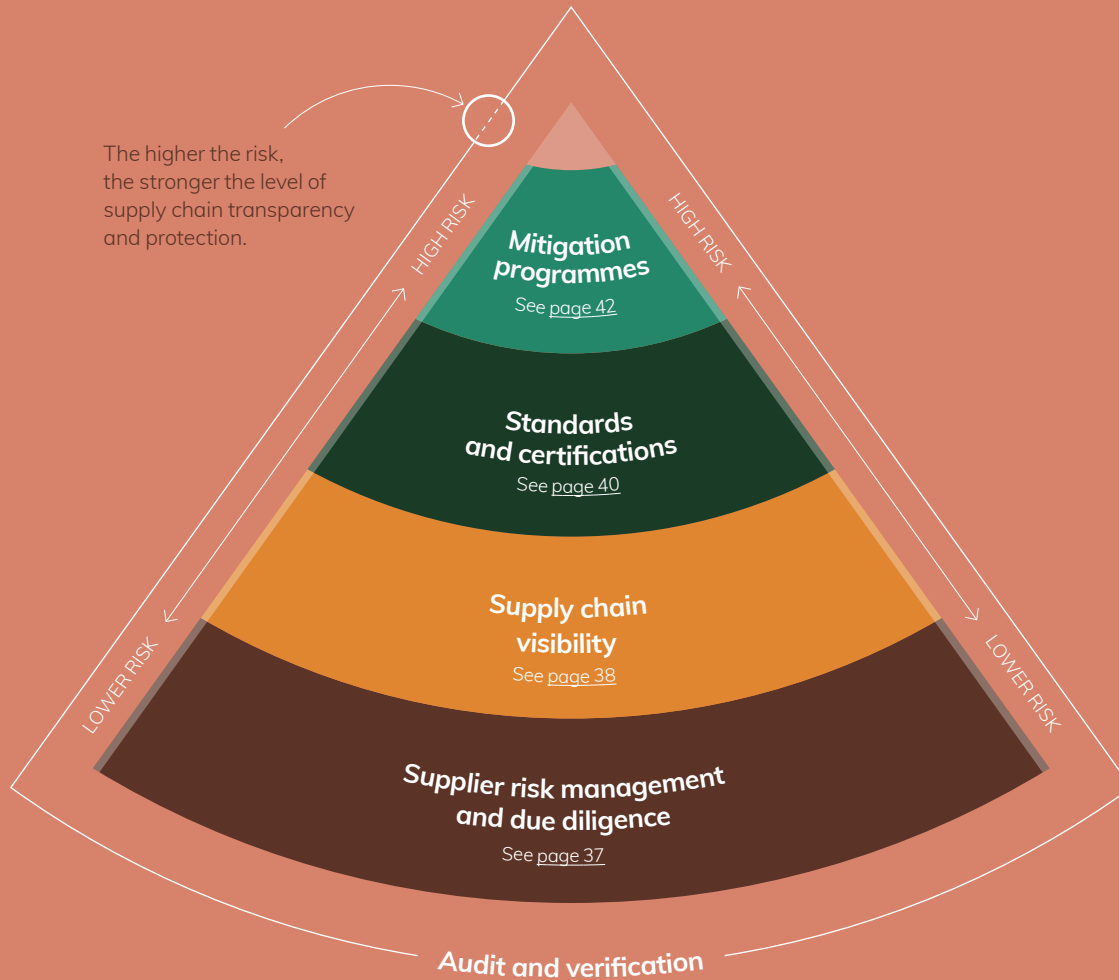 The higher the risk,
the stronger the level of
supply chain transparency
and protection.
HIGH RISK
HIGH RISK
Mitigation
programmes
See page 42
Standards
and certifications
See page 40
Supply chain
visibility
See page 38
LOWER RISK
LOWER RISK
Supplier risk management
and due diligence
See page 37
Audit and verification